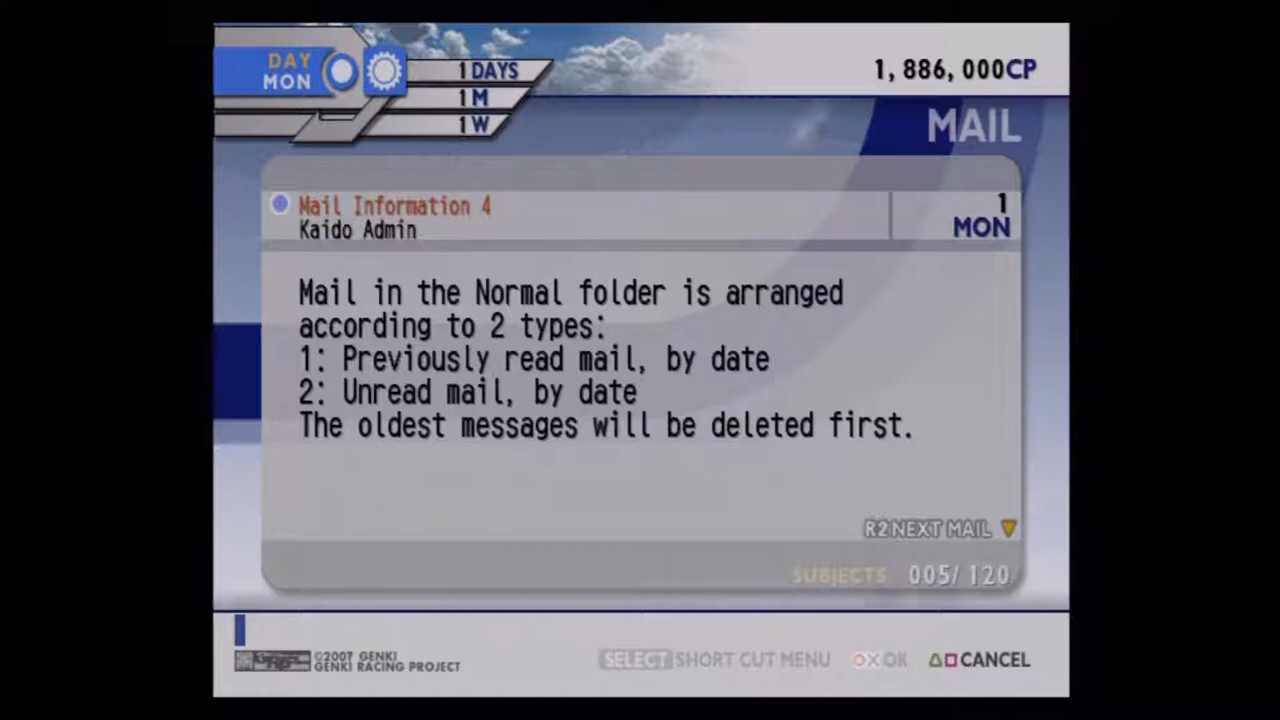 DAY
MON
1 DAYS
1 M
1 W
1,886,000CP
MAIL
Mail Information 4
Kaido Admin
1
MON
Mail in the Normal folder is arranged
according to 2 types:
1: Previously read mail, by date
2: Unread mail, by date
The oldest messages will be deleted first.
R2 NEXT MAIL
SUBJECTS 005/ 120
©2007 GENKI
GENKI RACING PROJECT
SELECT SHORT CUT MENU
OK
CANCEL